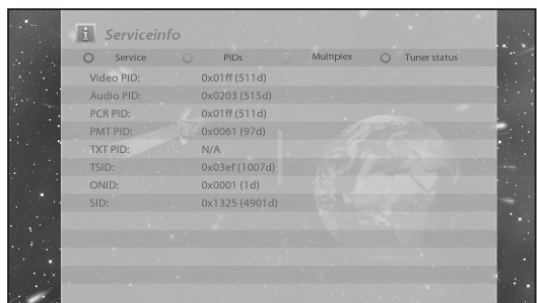 Serviceinfo
Service PIDs Multiplex Tuner status
Video PID: 0x01ff (511d)
Audio PID: 0x0203 (515d)
PCR PID: 0x01ff (511d)
PMT PID: 0x0061 (97d)
TXT PID: N/A
TSID: 0x03ef (1007d)
ONID: 0x0001 (1d)
SID: 0x1325 (4901d)